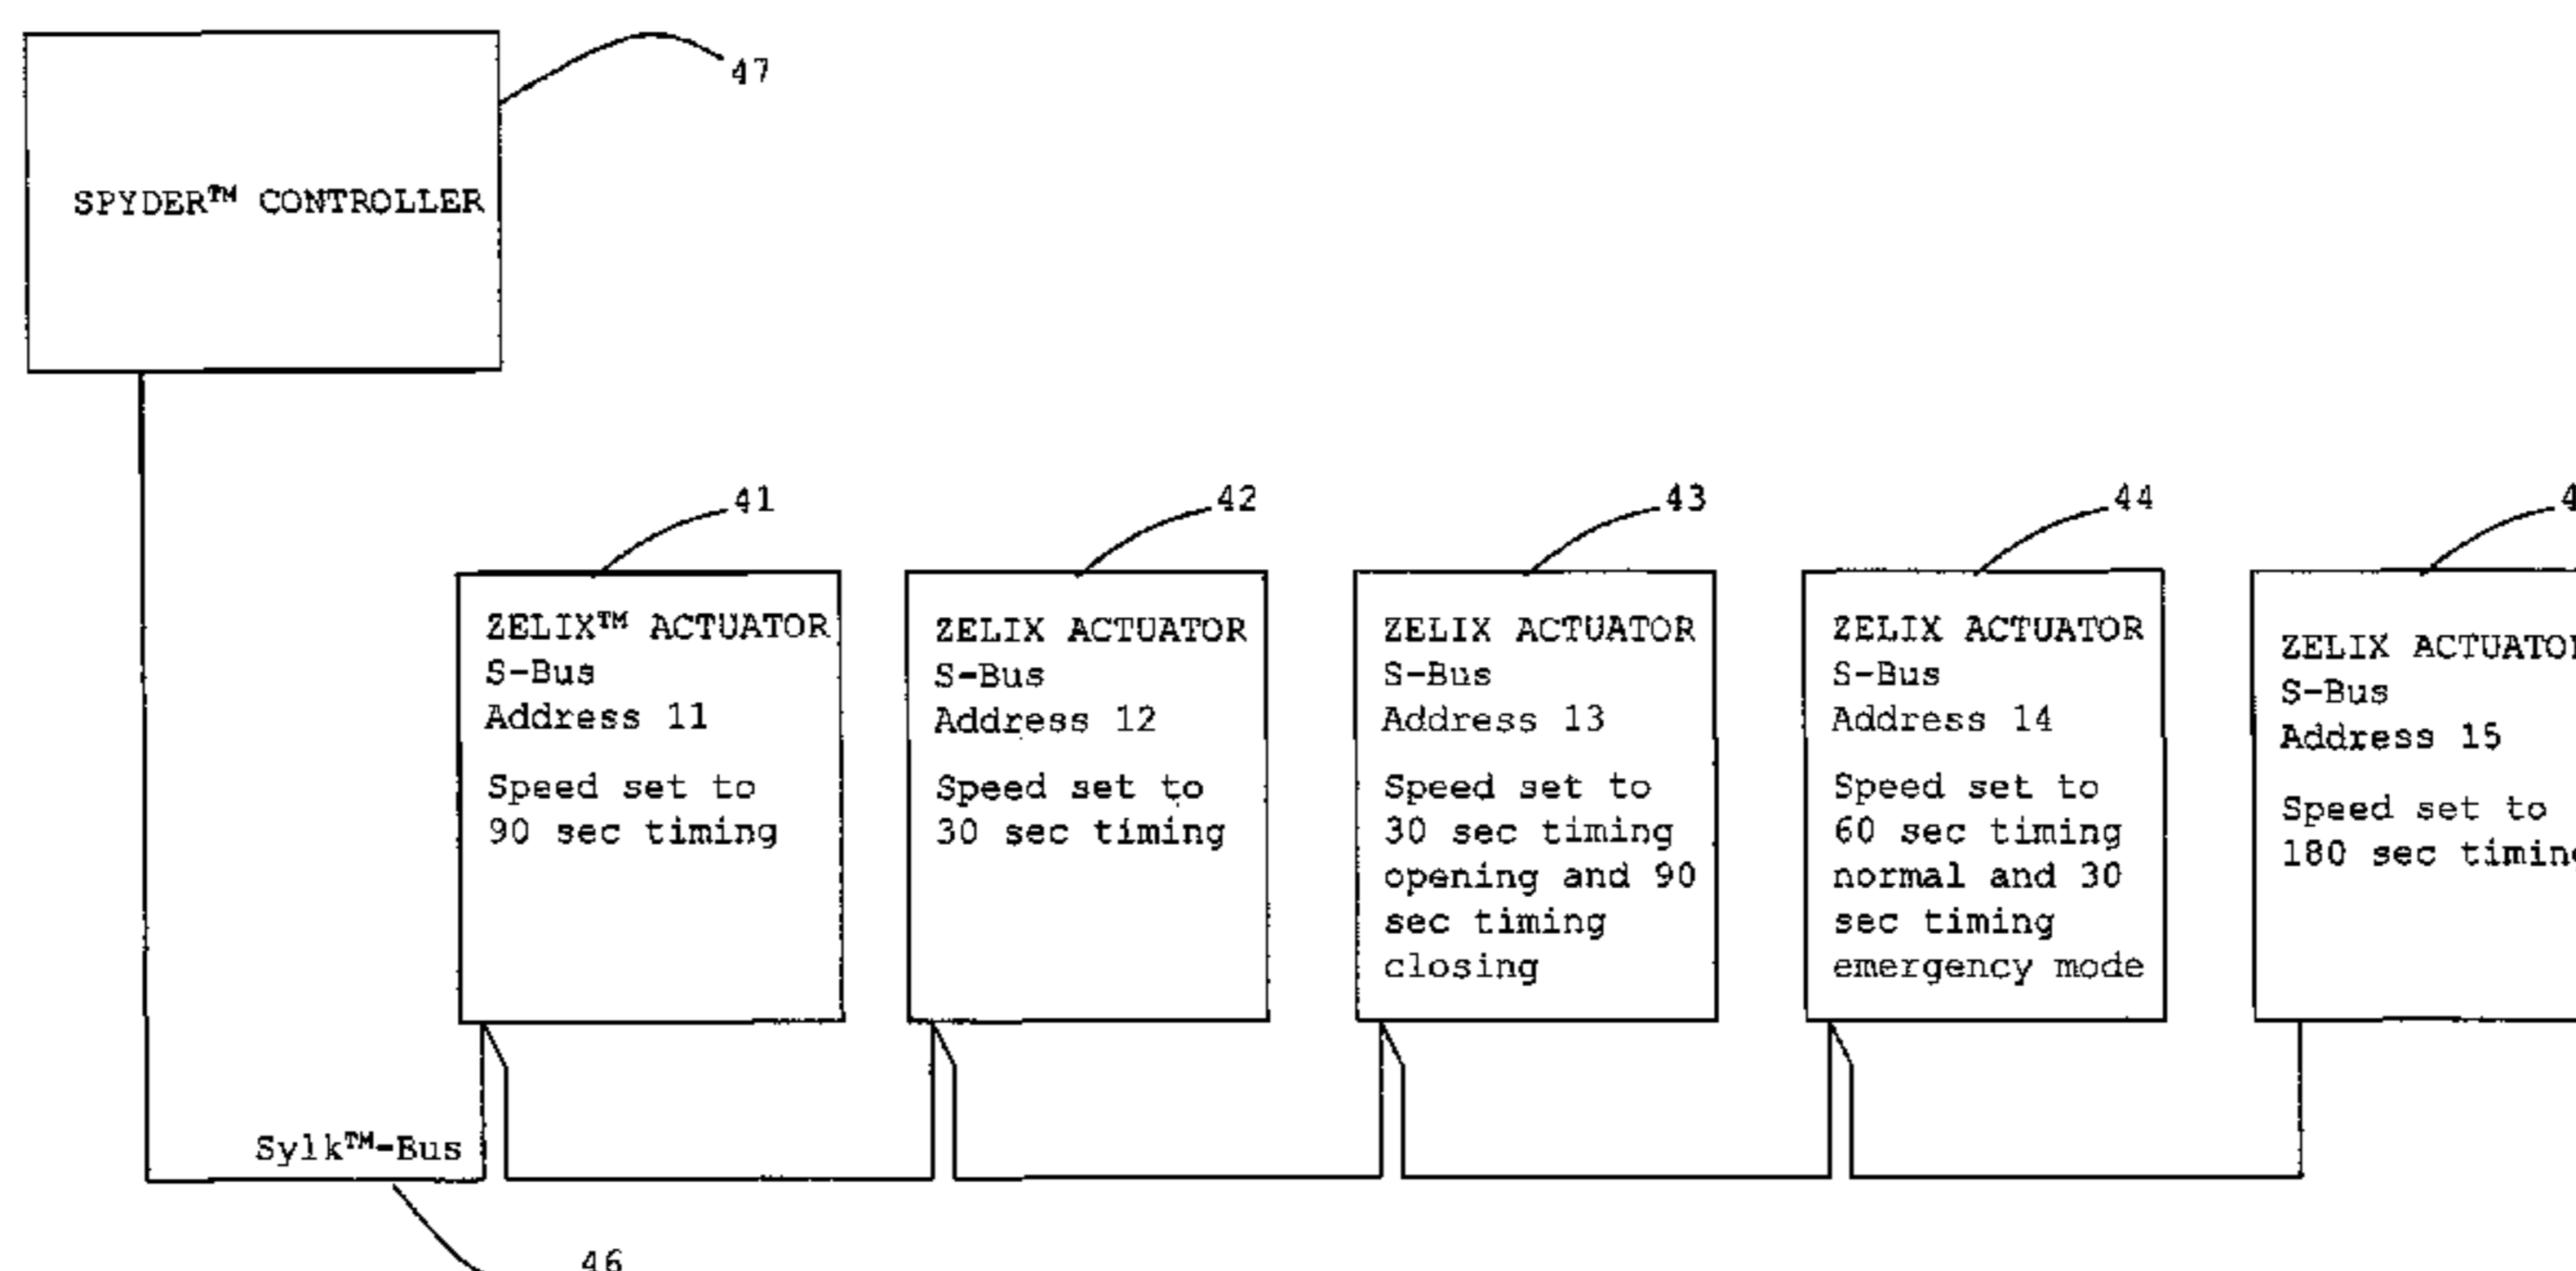 47
SPYDER™ CONTROLLER
41
42
43
44
ZELIX™ ACTUATOR
S-Bus
Address 11
Speed set to
90 sec timing
ZELIX ACTUATOR
S-Bus
Address 12
Speed set to
30 sec timing
ZELIX ACTUATOR
S-Bus
Address 13
Speed set to
30 sec timing
opening and 90
sec timing
closing
ZELIX ACTUATOR
S-Bus
Address 14
Speed set to
60 sec timing
normal and 30
sec timing
emergency mode
ZELIX
S-Bus
Address 15
Speed set to
180 sec
Sylk™-Bus
46